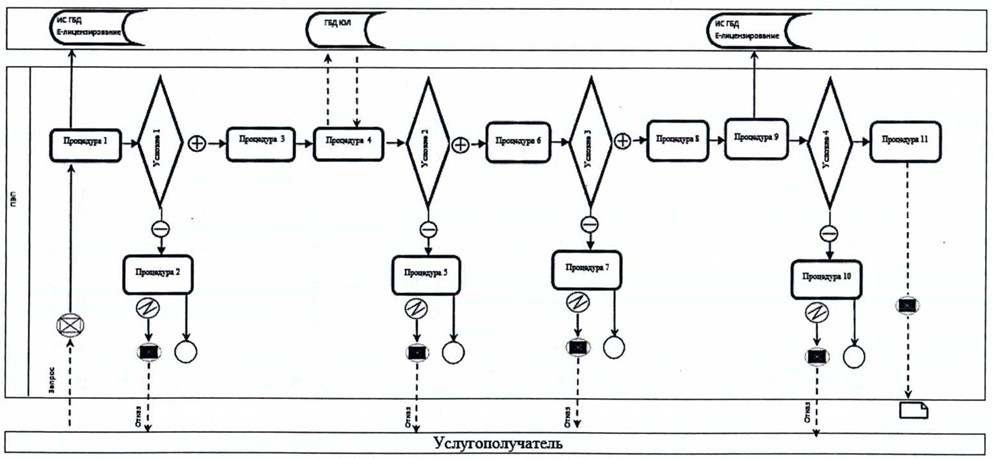 ИС ГБД
Е-лицензирование
ГБД ЮЛ
ИС ГБД
Е-лицензирование
ПЭП
Процедура 1
Условие 1
Процедура 3
Процедура 4
Условие 2
Процедура 6
Условие 3
Процедура 8
Процедура 9
Условие 4
Процедура 11
Процедура 2
Процедура 5
Процедура 7
Процедура 10
Запрос
Отказ
Отказ
Отказ
Отказ
Услугополучатель